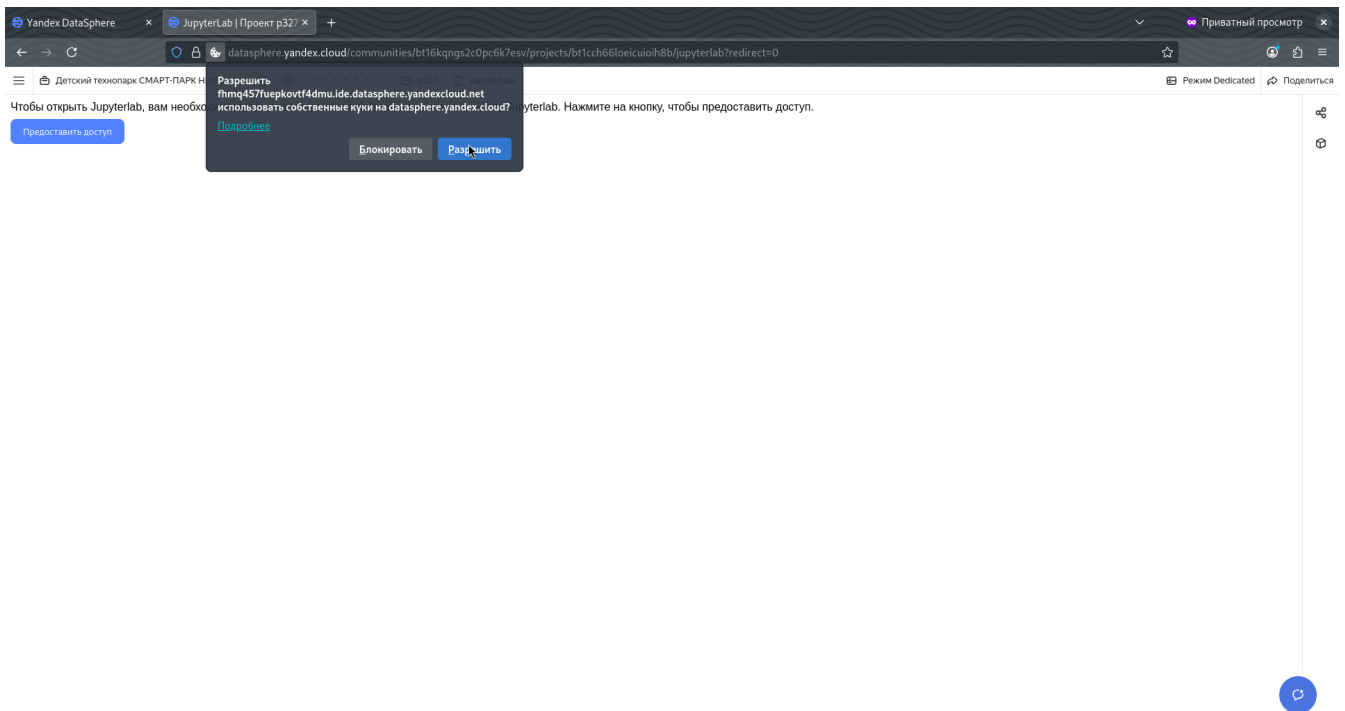 Yandex DataSphere
JupyterLab | Проект p327
Приватный просмотр
datasphere.yandex.cloud/communities/bt16kqngs2c0pc6k7esv/projects/bt1cch66loeicuioih8b/jupyterlab?redirect=0
Детский технопарк СМАРТ-ПАРК Н
Режим Dedicated
Поделиться
Чтобы открыть Jupyterlab, вам необхо
pyterlab. Нажмите на кнопку, чтобы предоставить доступ.
Предоставить доступ
Разрешить
fhmq457fuepkovtf4dmu.ide.datasphere.yandexcloud.net
использовать собственные куки на datasphere.yandex.cloud?
Подробнее
Блокировать
Разрешить